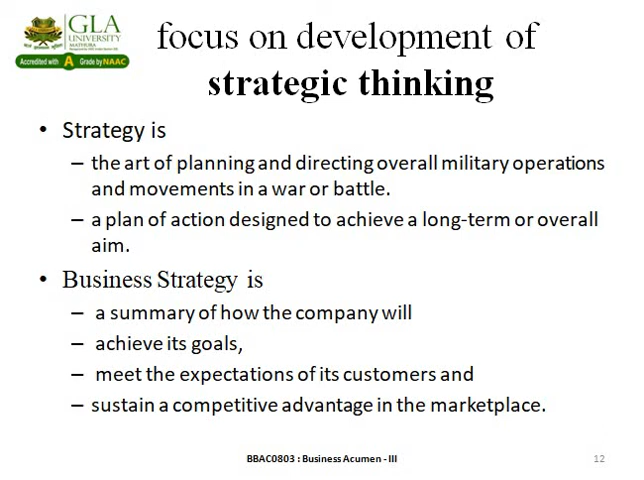 GLA
UNIVERSITY
MATHURA
Accredited with A Grade by NAAC
focus on development of
strategic thinking
• Strategy is
– the art of planning and directing overall military operations
and movements in a war or battle.
– a plan of action designed to achieve a long-term or overall
aim.
• Business Strategy is
– a summary of how the company will
– achieve its goals,
– meet the expectations of its customers and
– sustain a competitive advantage in the marketplace.
BBAC0803 : Business Acumen - III
12